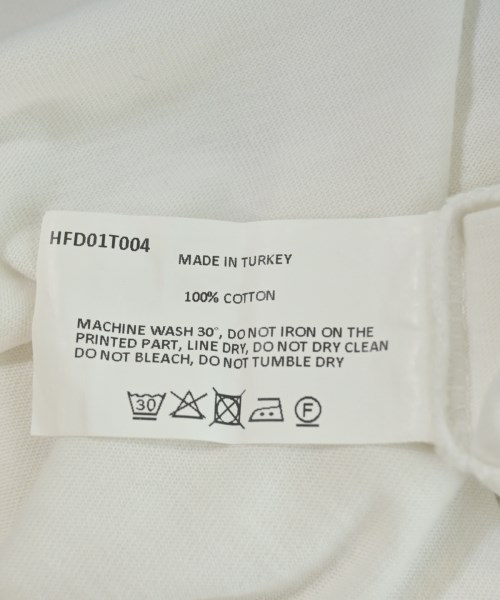 HFD01T004
MADE IN TURKEY
100% COTTON
MACHINE WASH 30°, DO NOT IRON ON THE
PRINTED PART, LINE DRY, DO NOT DRY CLEAN
DO NOT BLEACH, DO NOT TUMBLE DRY
30 F